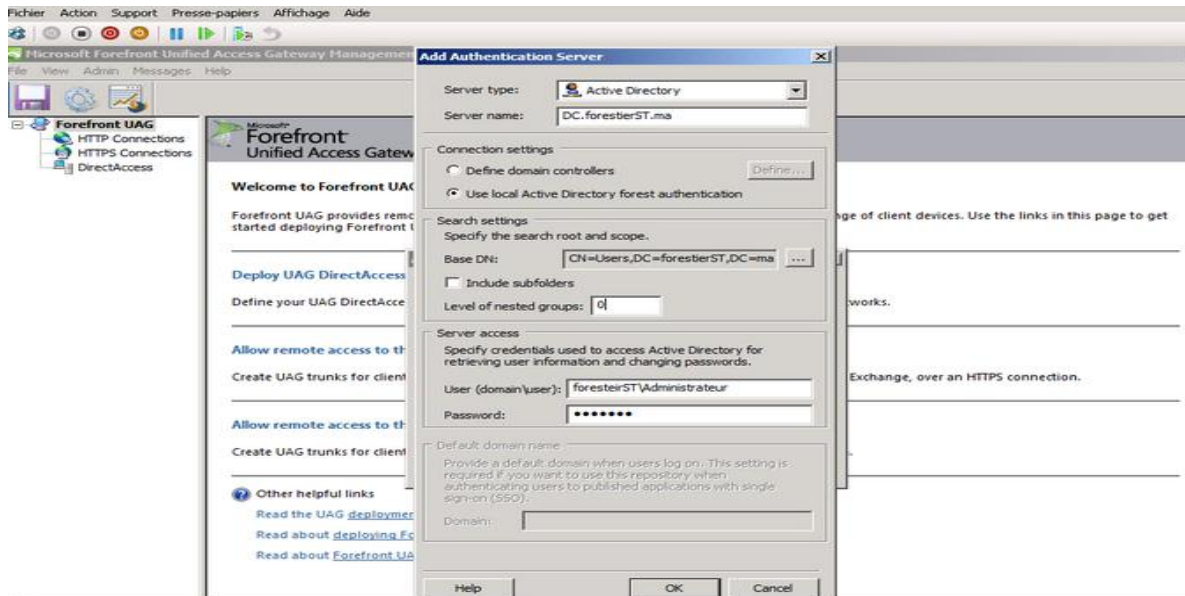 Fichier Action Support Presse-papiers Affichage Aide
Microsoft Forefront Unified Access Gateway Management
File View Admin Messages Help
Forefront UAG
HTTP Connections
HTTPS Connections
DirectAccess
Microsoft
Forefront
Unified Access Gatew
Welcome to Forefront UAG
Forefront UAG provides remo
nge of client devices. Use the links in this page to get
started deploying Forefront U
Deploy UAG DirectAccess
Define your UAG DirectAcce
works.
Allow remote access to th
Create UAG trunks for client
Exchange, over an HTTPS connection.
Allow remote access to th
Create UAG trunks for client
Other helpful links
Read the UAG deploymen
Read about deploying Fo
Read about Forefront UA
Add Authentication Server
Server type: Active Directory
Server name: DC.forestierST.ma
Connection settings
Define domain controllers
Define...
Use local Active Directory forest authentication
Search settings
Specify the search root and scope.
Base DN: CN=Users,DC=forestierST,DC=ma ...
Include subfolders
Level of nested groups: 0
Server access
Specify credentials used to access Active Directory for
retrieving user information and changing passwords.
User (domain\user): foresteirST\Administrateur
Password: •••••••
Default domain name
Provide a default domain when users log on. This setting is
required if you want to use this repository when
authenticating users to published applications with single
sign-on (SSO).
Domain:
Help OK Cancel